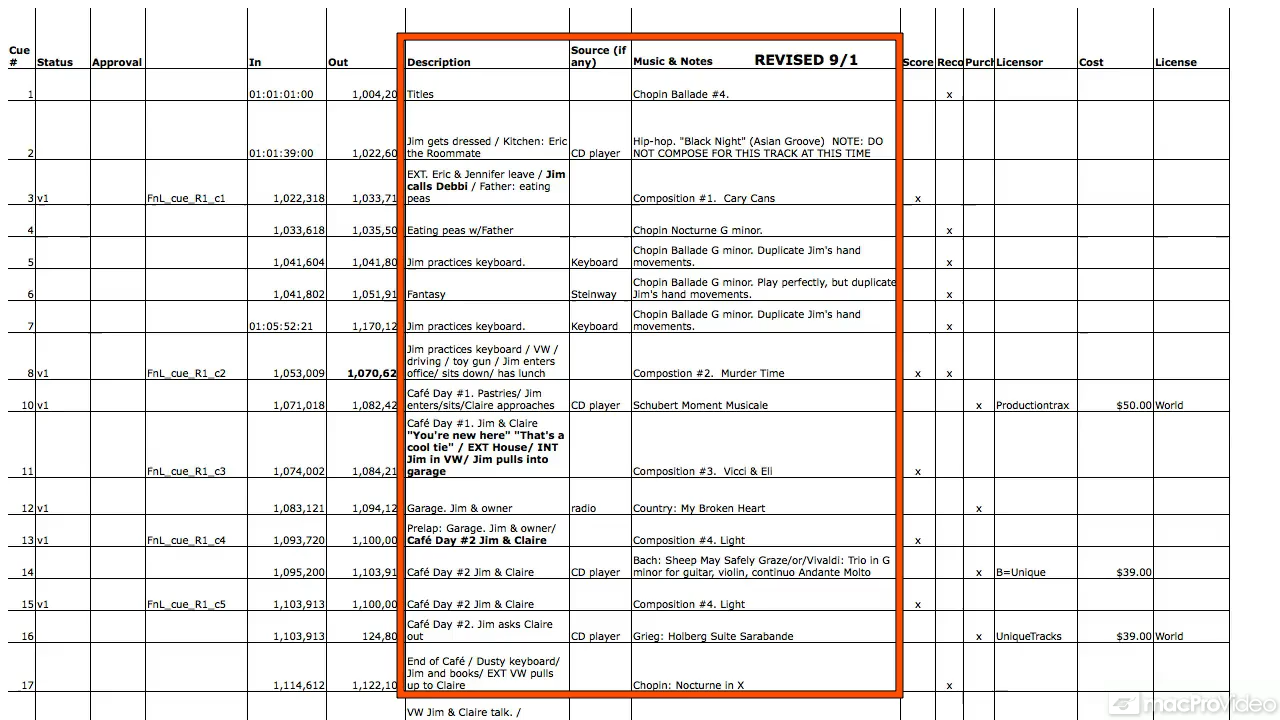 Cue # Status Approval In Out Description Source (if any) Music & Notes REVISED 9/1 Score Reco Purch Licensor Cost License
1 01:01:01:00 1,004,20 Titles Chopin Ballade #4. x
2 01:01:39:00 1,022,60 Jim gets dressed / Kitchen: Eric the Roommate CD player Hip-hop. "Black Night" (Asian Groove) NOTE: DO NOT COMPOSE FOR THIS TRACK AT THIS TIME
3 v1 FnL_cue_R1_c1 1,022,318 1,033,71 EXT. Eric & Jennifer leave / Jim calls Debbi / Father: eating peas Composition #1. Cary Cans x
4 1,033,618 1,035,50 Eating peas w/Father Chopin Nocturne G minor. x
5 1,041,604 1,041,80 Jim practices keyboard. Keyboard Chopin Ballade G minor. Duplicate Jim's hand movements. x
6 1,041,802 1,051,91 Fantasy Steinway Chopin Ballade G minor. Play perfectly, but duplicate Jim's hand movements. x
7 01:05:52:21 1,170,12 Jim practices keyboard. Keyboard Chopin Ballade G minor. Duplicate Jim's hand movements. x
8 v1 FnL_cue_R1_c2 1,053,009 1,070,62 Jim practices keyboard / VW / driving / toy gun / Jim enters office/ sits down/ has lunch Compostion #2. Murder Time x x
10 v1 1,071,018 1,082,42 Café Day #1. Pastries/ Jim enters/sits/Claire approaches CD player Schubert Moment Musicale x Productiontrax $50.00 World
11 FnL_cue_R1_c3 1,074,002 1,084,21 Café Day #1. Jim & Claire "You're new here" "That's a cool tie" / EXT House/ INT Jim in VW/ Jim pulls into garage Composition #3. Vicci & Eli x
12 v1 1,083,121 1,094,12 Garage. Jim & owner radio Country: My Broken Heart x
13 v1 FnL_cue_R1_c4 1,093,720 1,100,00 Prelap: Garage. Jim & owner/ Café Day #2 Jim & Claire Composition #4. Light x
14 1,095,200 1,103,91 Café Day #2 Jim & Claire CD player Bach: Sheep May Safely Graze/or/Vivaldi: Trio in G minor for guitar, violin, continuo Andante Molto x B=Unique $39.00
15 v1 FnL_cue_R1_c5 1,103,913 1,100,00 Café Day #2 Jim & Claire Composition #4. Light x
16 1,103,913 124,80 Café Day #2. Jim asks Claire out CD player Grieg: Holberg Suite Sarabande x UniqueTracks $39.00 World
17 1,114,612 1,122,10 End of Café / Dusty keyboard/ Jim and books/ EXT VW pulls up to Claire Chopin: Nocturne in X x
VW Jim & Claire talk. /
macProVideo